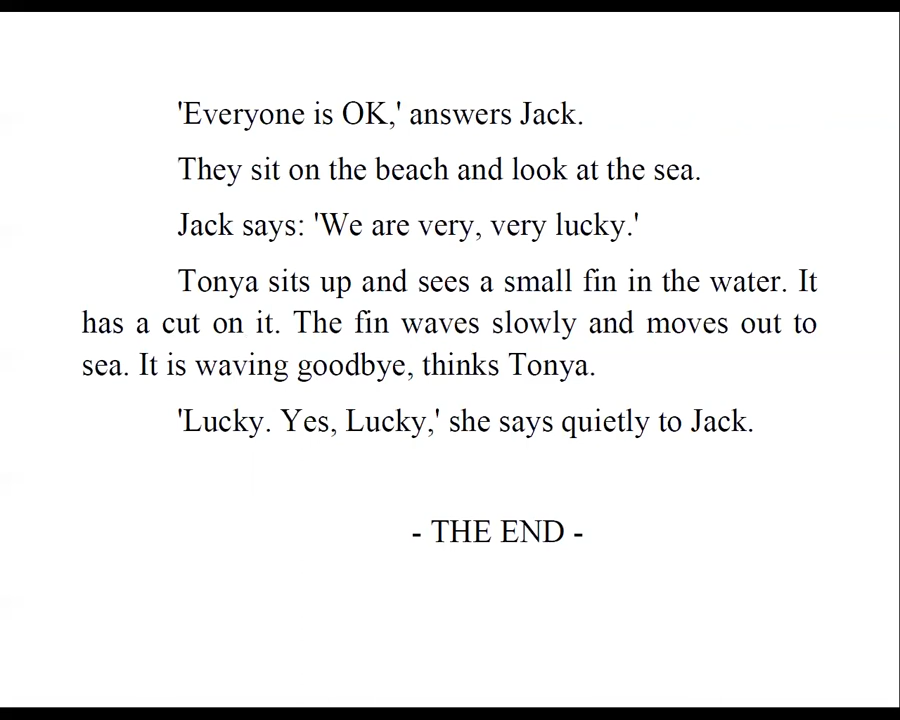 'Everyone is OK,' answers Jack.
They sit on the beach and look at the sea.
Jack says: 'We are very, very lucky.'
Tonya sits up and sees a small fin in the water. It
has a cut on it. The fin waves slowly and moves out to
sea. It is waving goodbye, thinks Tonya.
'Lucky. Yes, Lucky,' she says quietly to Jack.
- THE END -